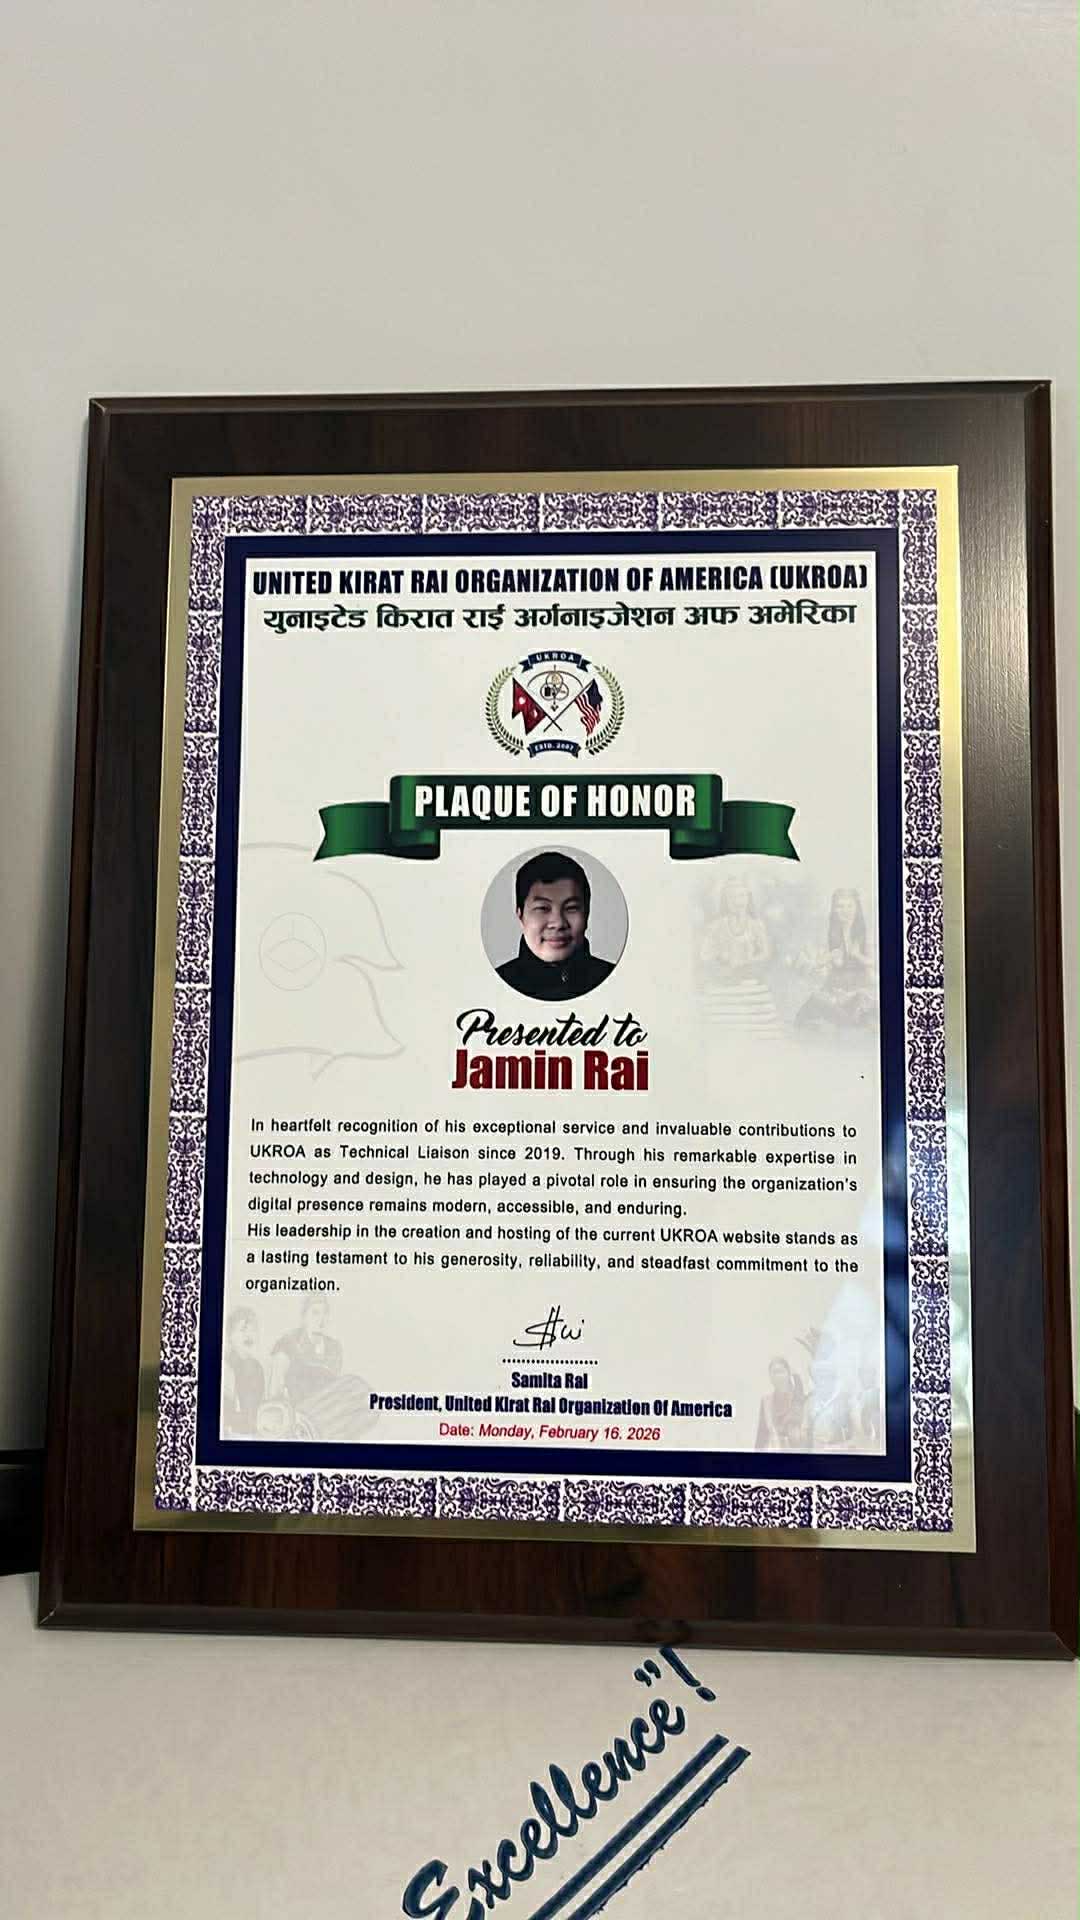 UNITED KIRAT RAI ORGANIZATION OF AMERICA (UKROA)
युनाइटेड किरात राई अर्गनाइजेशन अफ अमेरिका
UKROA
ESTD. 2007
PLAQUE OF HONOR
Presented to
Jamin Rai
In heartfelt recognition of his exceptional service and invaluable contributions to
UKROA as Technical Liaison since 2019. Through his remarkable expertise in
technology and design, he has played a pivotal role in ensuring the organization's
digital presence remains modern, accessible, and enduring.
His leadership in the creation and hosting of the current UKROA website stands as
a lasting testament to his generosity, reliability, and steadfast commitment to the
organization.
Samita Rai
President, United Kirat Rai Organization Of America
Date: Monday, February 16. 2026
Excellence"!